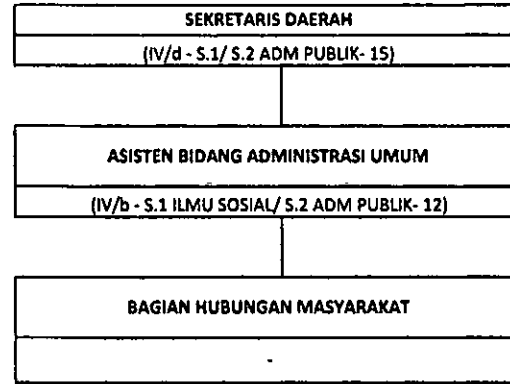 SEKRETARIS DAERAH
(IV/d - S.1/ S.2 ADM PUBLIK- 15)
ASISTEN BIDANG ADMINISTRASI UMUM
(IV/b - S.1 ILMU SOSIAL/ S.2 ADM PUBLIK- 12)
BAGIAN HUBUNGAN MASYARAKAT
-